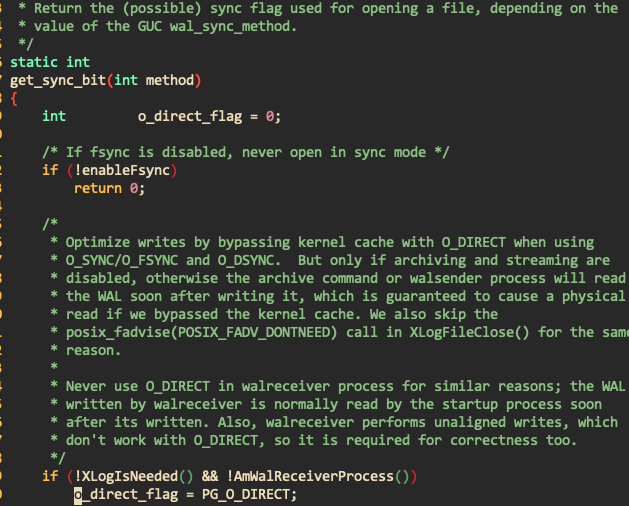 * Return the (possible) sync flag used for opening a file, depending on the
* value of the GUC wal_sync_method.
*/
static int
get_sync_bit(int method)
{
int o_direct_flag = 0;
/* If fsync is disabled, never open in sync mode */
if (!enableFsync)
return 0;
/*
* Optimize writes by bypassing kernel cache with O_DIRECT when using
* O_SYNC/O_FSYNC and O_DSYNC.  But only if archiving and streaming are
* disabled, otherwise the archive command or walsender process will read
* the WAL soon after writing it, which is guaranteed to cause a physical
* read if we bypassed the kernel cache. We also skip the
* posix_fadvise(POSIX_FADV_DONTNEED) call in XLogFileClose() for the same
* reason.
*
* Never use O_DIRECT in walreceiver process for similar reasons; the WAL
* written by walreceiver is normally read by the startup process soon
* after its written. Also, walreceiver performs unaligned writes, which
* don't work with O_DIRECT, so it is required for correctness too.
*/
if (!XLogIsNeeded() && !AmWalReceiverProcess())
o_direct_flag = PG_O_DIRECT;